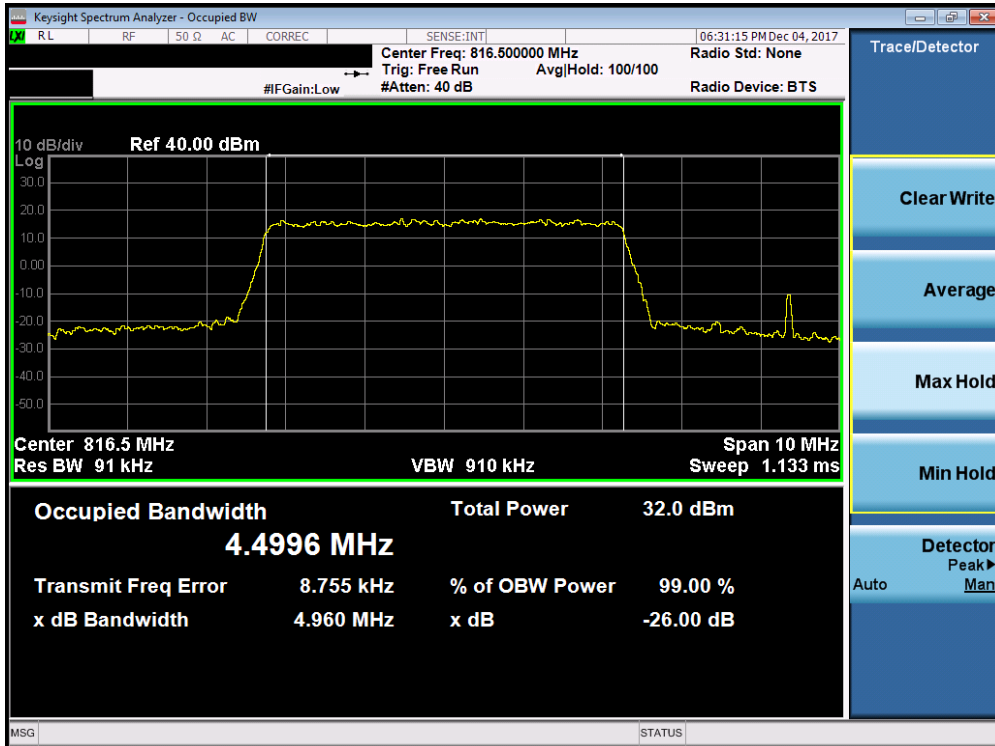 Keysight Spectrum Analyzer - Occupied BW
LXI RL RF 50 Ω AC CORREC SENSE:INT 06:31:15 PM Dec 04, 2017
Center Freq: 816.500000 MHz Radio Std: None
Trig: Free Run Avg|Hold: 100/100
#IFGain:Low #Atten: 40 dB Radio Device: BTS
Trace/Detector
10 dB/div Ref 40.00 dBm
Log
30.0
20.0
10.0
0.00
-10.0
-20.0
-30.0
-40.0
-50.0
Center 816.5 MHz Span 10 MHz
Res BW 91 kHz VBW 910 kHz Sweep 1.133 ms
Occupied Bandwidth Total Power 32.0 dBm
4.4996 MHz
Transmit Freq Error 8.755 kHz % of OBW Power 99.00 %
x dB Bandwidth 4.960 MHz x dB -26.00 dB
Clear Write
Average
Max Hold
Min Hold
Detector
Peak▶
Auto Man
MSG STATUS